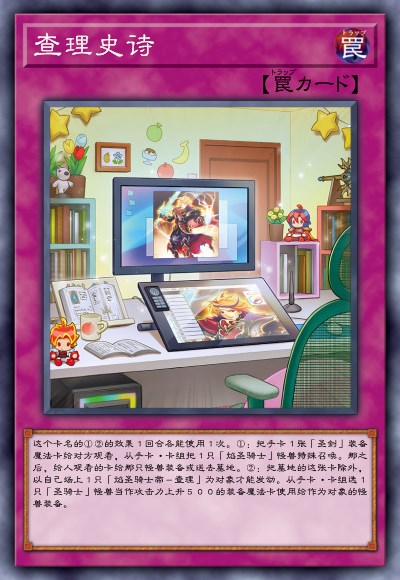 查理史诗
トラップ
罠
【罠カード】
トラップ
这个卡名的①②的效果1回合各能使用1次。①：把手卡1张「圣剑」装备
魔法卡给对方观看，从手卡·卡组把1只「焰圣骑士」怪兽特殊召唤。那之
后，给人观看的卡给那只怪兽装备或送去墓地。②：把墓地的这张卡除外，
以自己场上1只「焰圣骑士帝－查理」为对象才能发动。从手卡·卡组选1
只「圣骑士」怪兽当作攻击力上升500的装备魔法卡使用给作为对象的怪
兽装备。